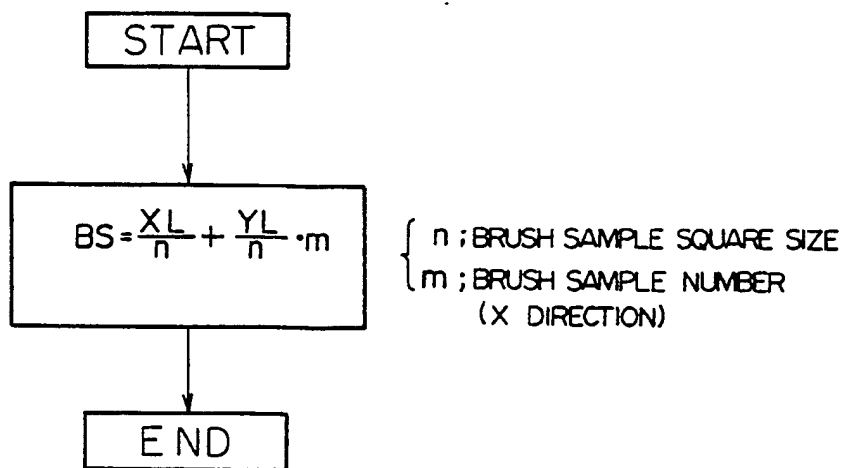 START
BS = XL/n + YL/n · m
n ; BRUSH SAMPLE SQUARE SIZE
m ; BRUSH SAMPLE NUMBER
(X DIRECTION)
END